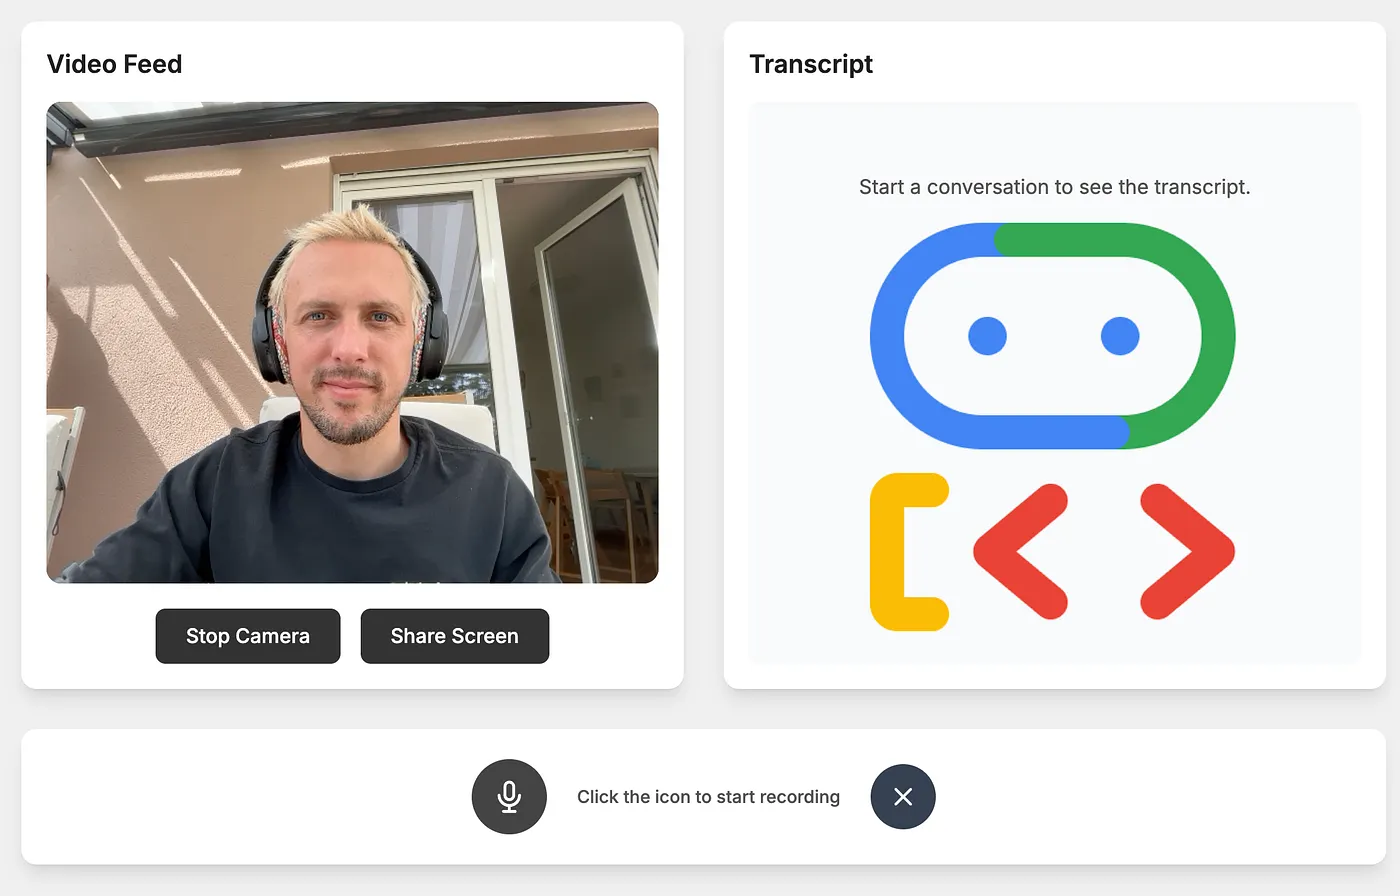 Video Feed
Transcript
Start a conversation to see the transcript.
Stop Camera
Share Screen
Click the icon to start recording